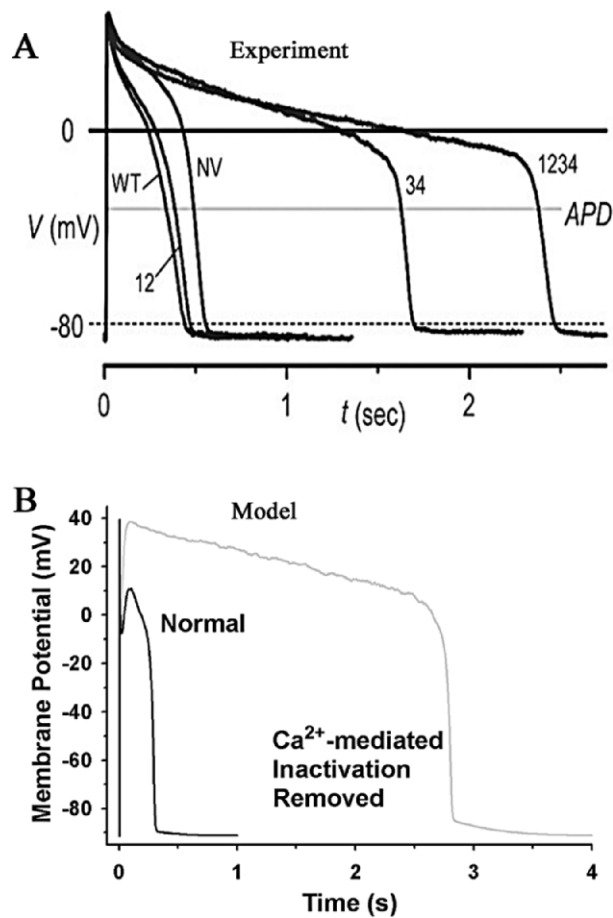 A
Experiment
0
WT
NV
34
1234
APD
V (mV)
12
-80
0
1
2
t (sec)
B
Model
40
20
0
-20
-40
-60
-80
Membrane Potential (mV)
Normal
Ca²⁺-mediated
Inactivation
Removed
0
1
2
3
4
Time (s)